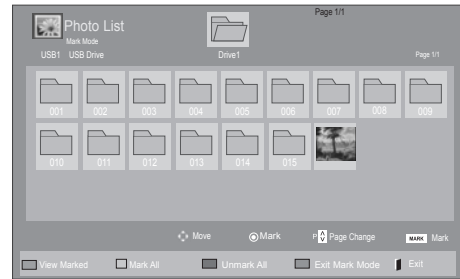 Page 1/1
Photo List
Mark Mode
USB1 USB Drive Drive1 Page 1/1
001 002 003 004 005 006 007 008 009
010 011 012 013 014 015
Move Mark P Page Change MARK Mark
View Marked Mark All Unmark All Exit Mark Mode Exit